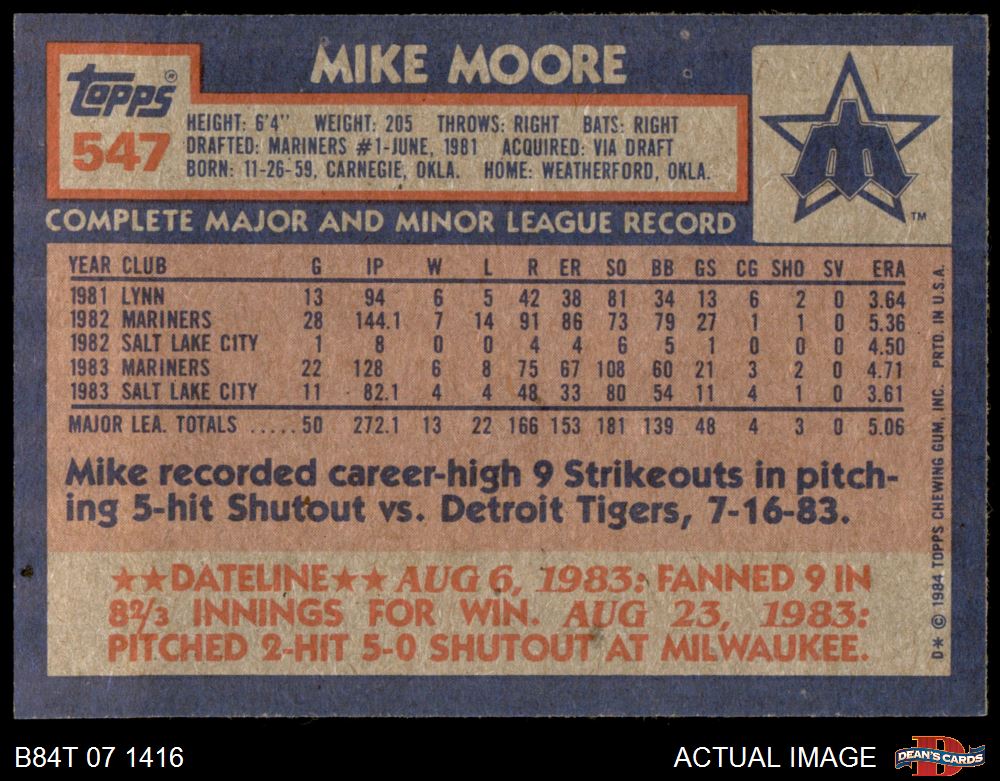 MIKE MOORE
topps®
547
HEIGHT: 6'4" WEIGHT: 205 THROWS: RIGHT BATS: RIGHT
DRAFTED: MARINERS #1-JUNE, 1981 ACQUIRED: VIA DRAFT
BORN: 11-26-59, CARNEGIE, OKLA. HOME: WEATHERFORD, OKLA.
TM
COMPLETE MAJOR AND MINOR LEAGUE RECORD
YEAR CLUB G IP W L R ER SO BB GS CG SHO SV ERA
1981 LYNN 13 94 6 5 42 38 81 34 13 6 2 0 3.64
1982 MARINERS 28 144.1 7 14 91 86 73 79 27 1 1 0 5.36
1982 SALT LAKE CITY 1 8 0 0 4 4 6 5 1 0 0 0 4.50
1983 MARINERS 22 128 6 8 75 67 108 60 21 3 2 0 4.71
1983 SALT LAKE CITY 11 82.1 4 4 48 33 80 54 11 4 1 0 3.61
MAJOR LEA. TOTALS .....50 272.1 13 22 166 153 181 139 48 4 3 0 5.06
Mike recorded career-high 9 Strikeouts in pitch-
ing 5-hit Shutout vs. Detroit Tigers, 7-16-83.
★★DATELINE★★ AUG 6, 1983: FANNED 9 IN
8⅔ INNINGS FOR WIN. AUG 23, 1983:
PITCHED 2-HIT 5-0 SHUTOUT AT MILWAUKEE.
D* © 1984 TOPPS CHEWING GUM, INC. PRTD. IN U.S.A.
B84T 07 1416
ACTUAL IMAGE
D
DEAN'S CARDS